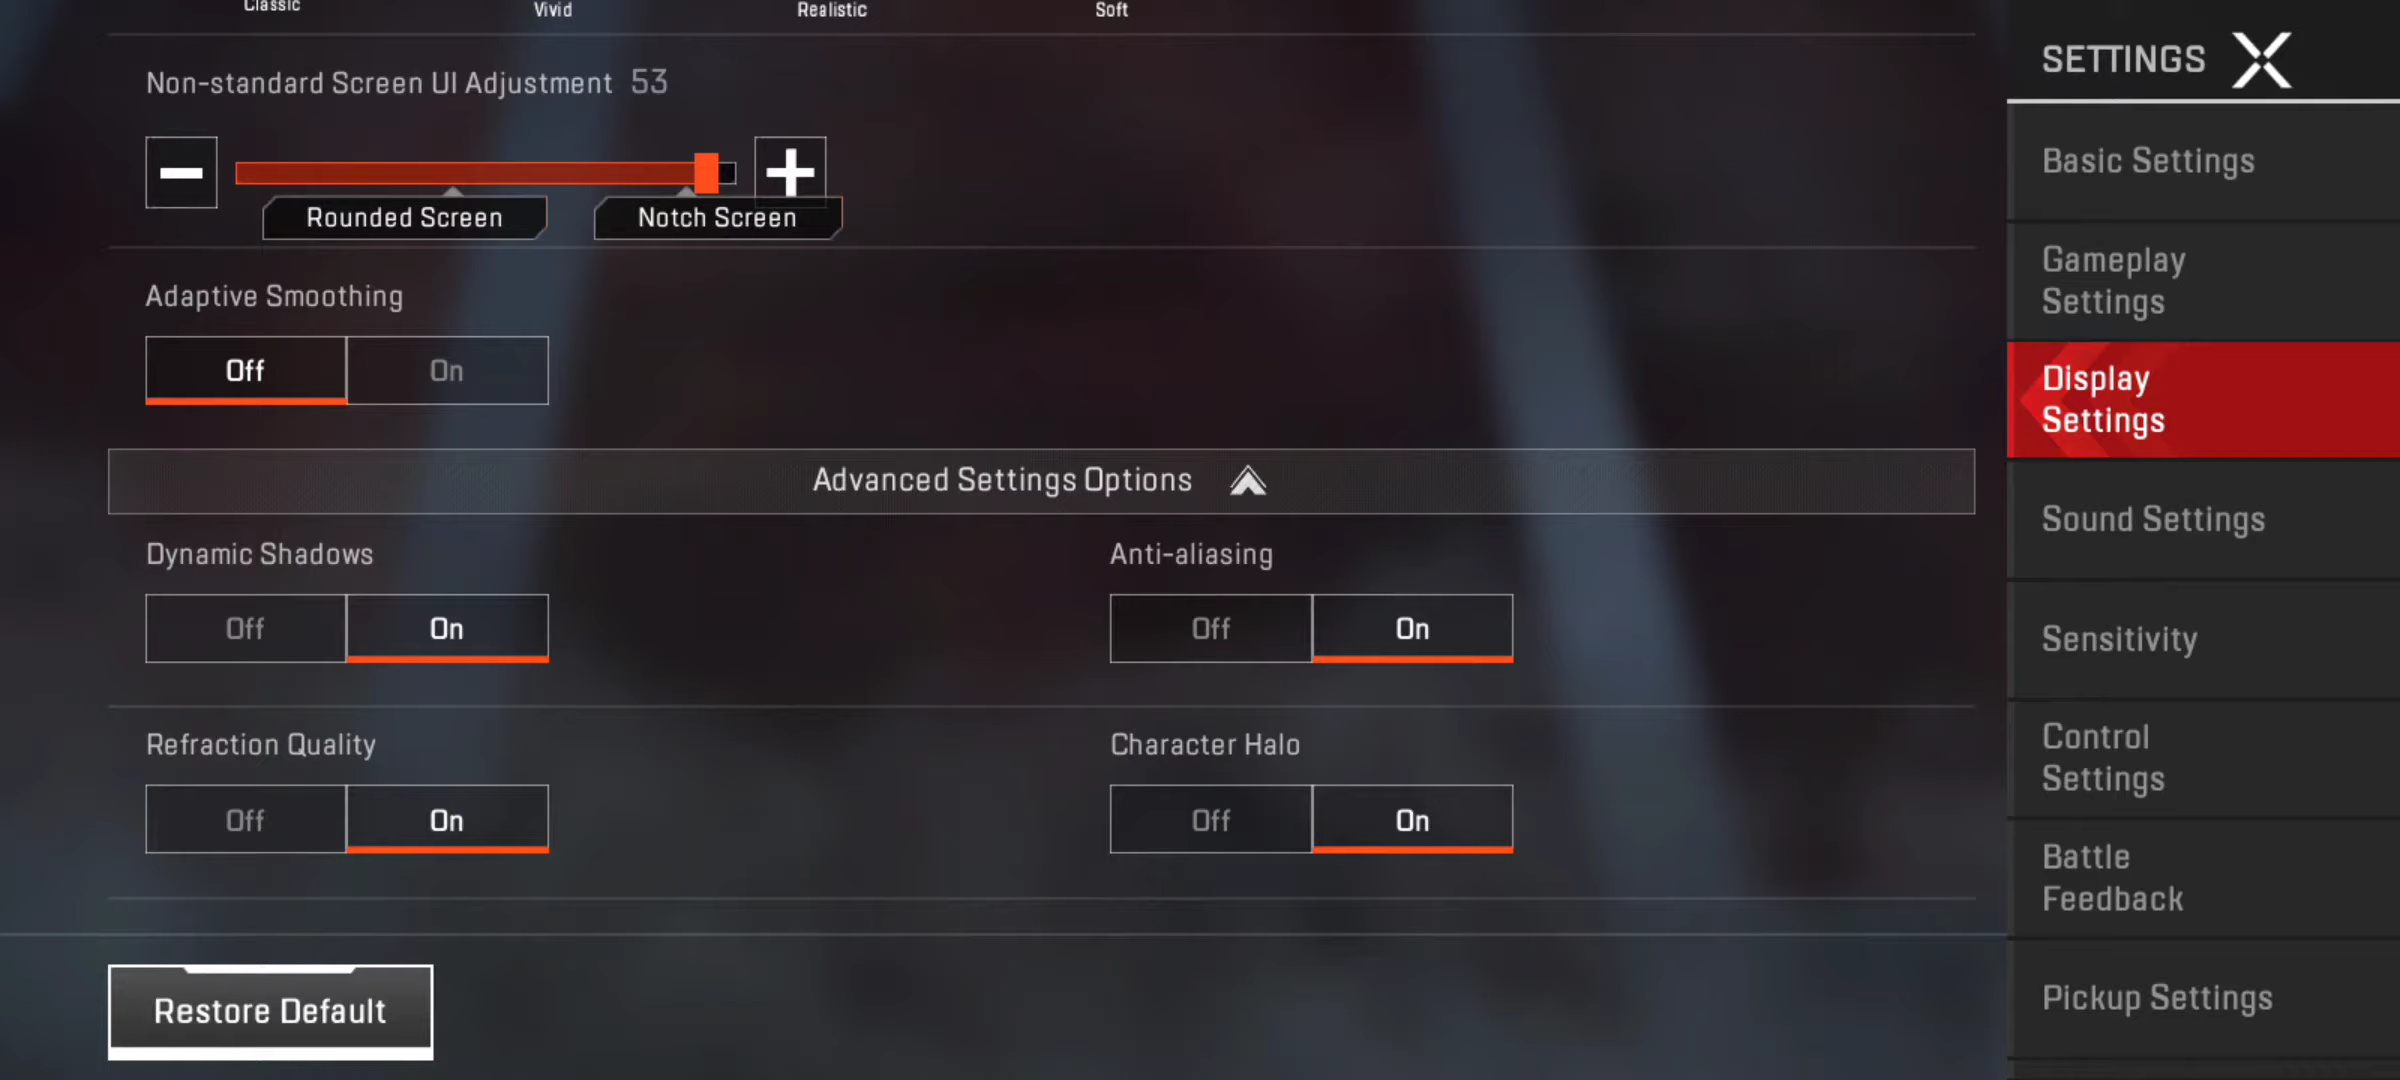 Classic Vivid Realistic Soft
Non-standard Screen UI Adjustment 53
Rounded Screen Notch Screen
Adaptive Smoothing
Off On
Advanced Settings Options
Dynamic Shadows Anti-aliasing
Off On Off On
Refraction Quality Character Halo
Off On Off On
Restore Default
SETTINGS
Basic Settings
Gameplay
Settings
Display
Settings
Sound Settings
Sensitivity
Control
Settings
Battle
Feedback
Pickup Settings